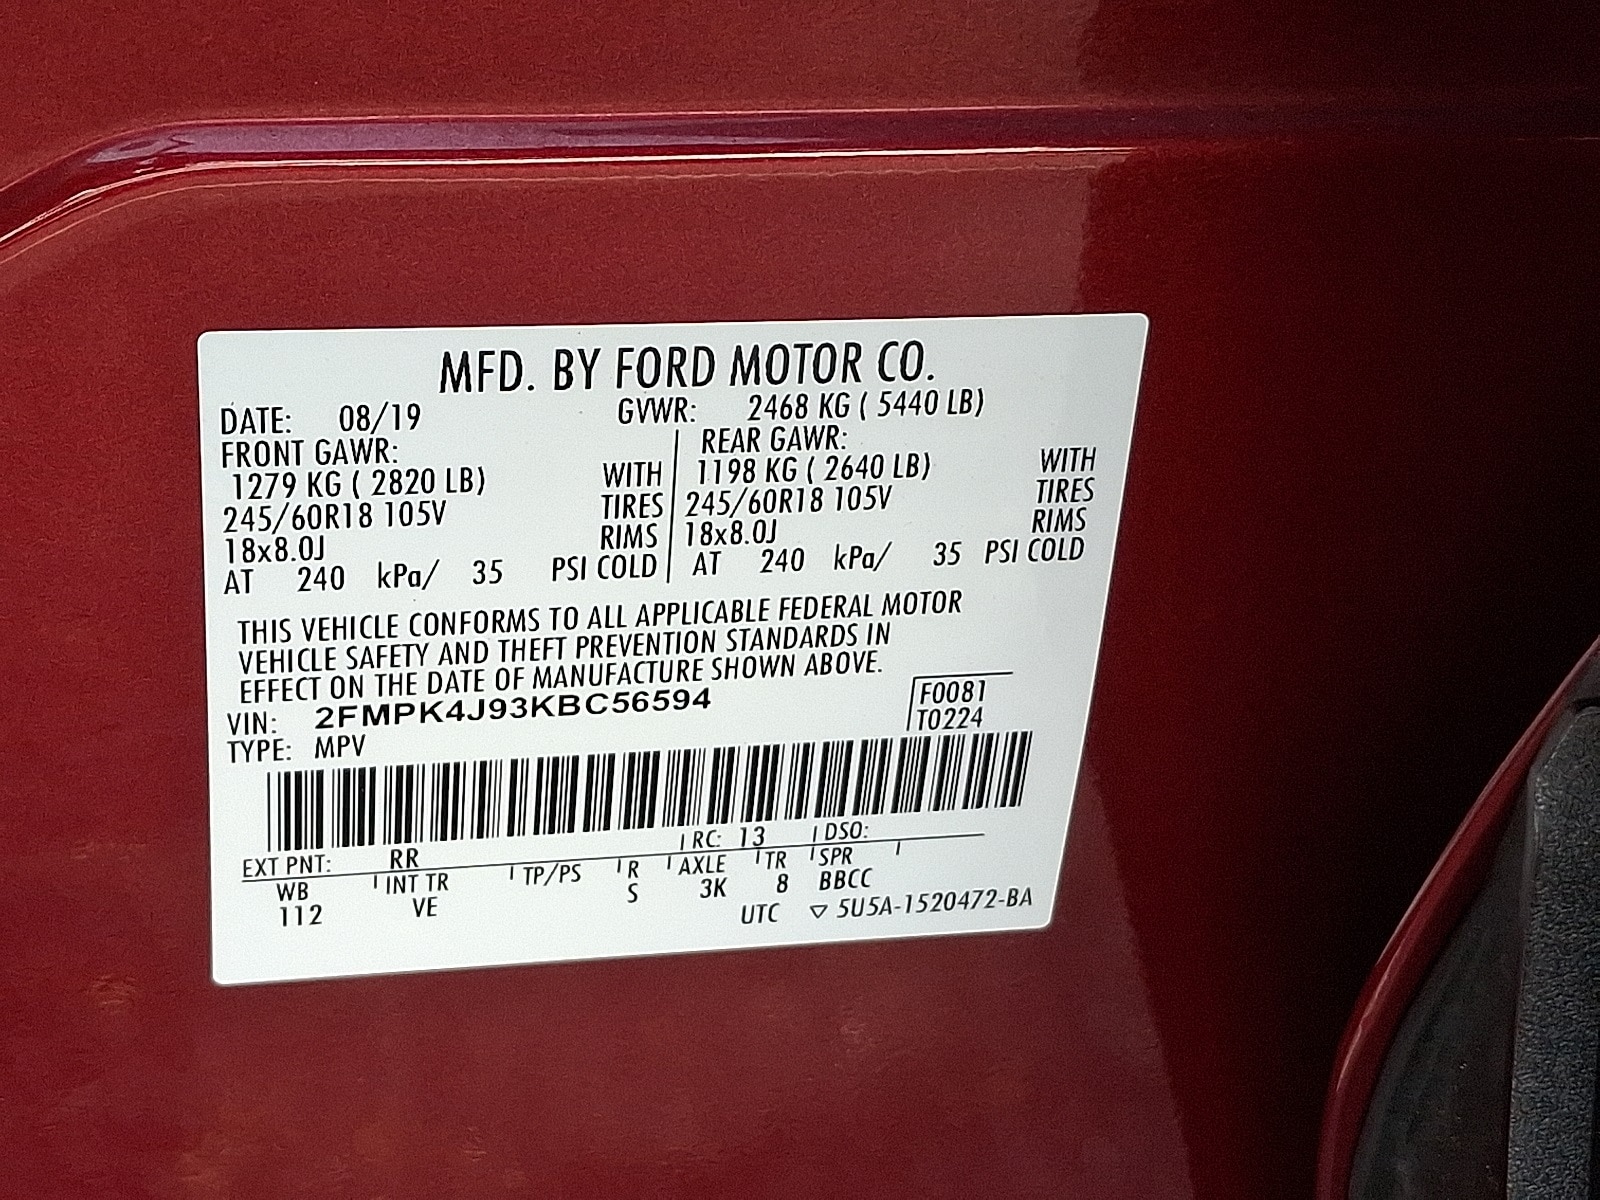 MFD. BY FORD MOTOR CO.
DATE: 08/19 GVWR: 2468 KG ( 5440 LB)
FRONT GAWR: REAR GAWR:
1279 KG ( 2820 LB) WITH 1198 KG ( 2640 LB) WITH
245/60R18 105V TIRES 245/60R18 105V TIRES
18x8.0J RIMS 18x8.0J RIMS
AT 240 kPa/ 35 PSI COLD AT 240 kPa/ 35 PSI COLD
THIS VEHICLE CONFORMS TO ALL APPLICABLE FEDERAL MOTOR
VEHICLE SAFETY AND THEFT PREVENTION STANDARDS IN
EFFECT ON THE DATE OF MANUFACTURE SHOWN ABOVE.
VIN: 2FMPK4J93KBC56594 F0081
TYPE: MPV T0224
EXT PNT: RR RC: 13 DSO:
WB INT TR TP/PS R AXLE TR SPR
112 VE S 3K 8 BBCC
UTC ▽ 5U5A-1520472-BA